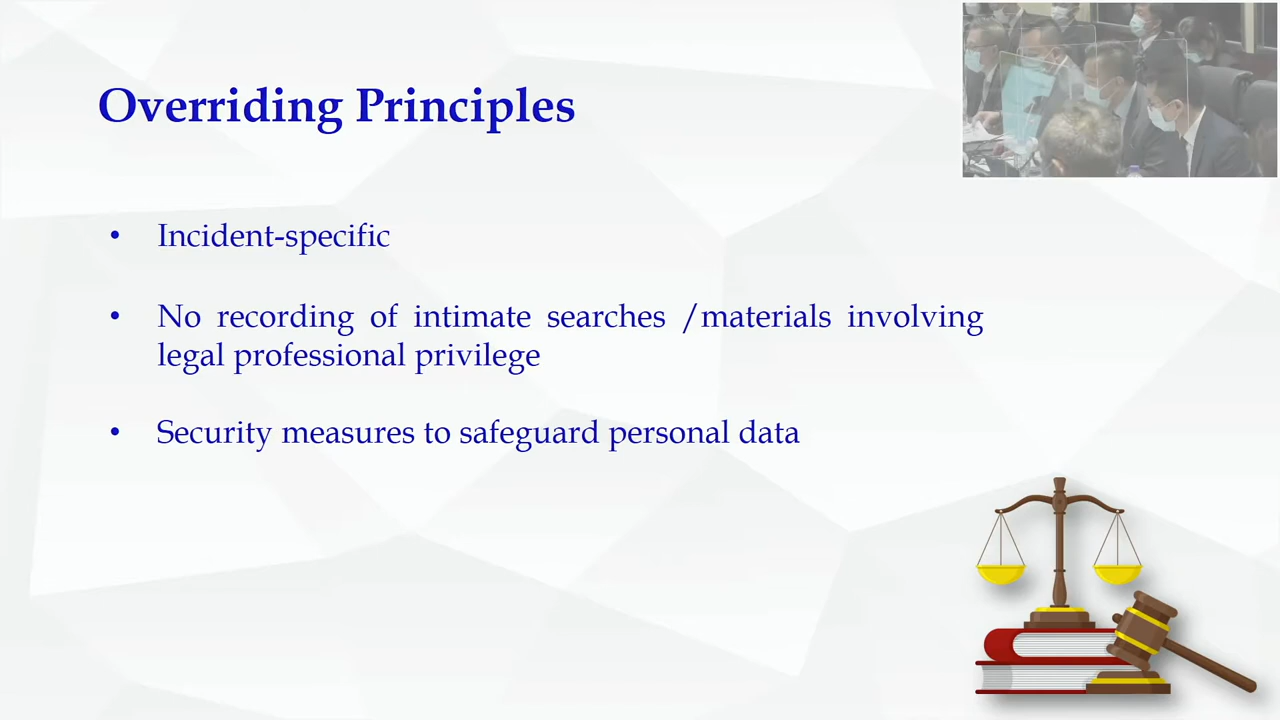 Overriding Principles
• Incident-specific
• No recording of intimate searches /materials involving
legal professional privilege
• Security measures to safeguard personal data